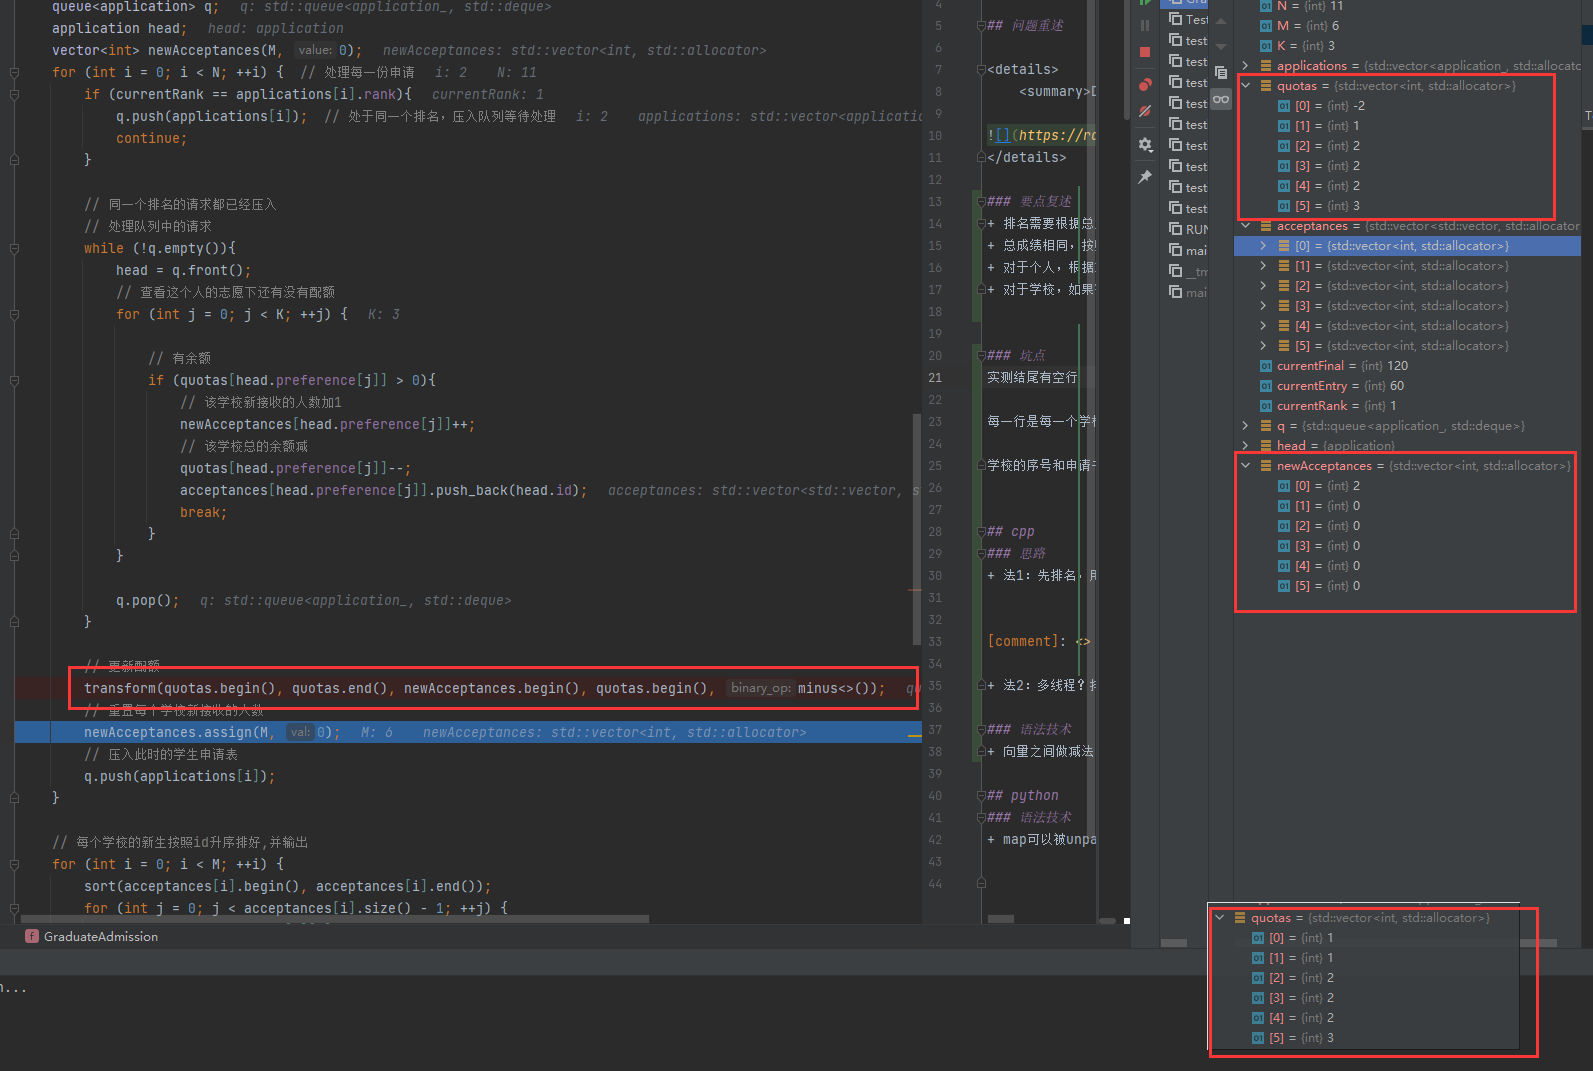 queue<application> q;   q: std::queue<application_, std::deque>
application head;   head: application
vector<int> newAcceptances(M,  value: 0);   newAcceptances: std::vector<int, std::allocator>
for (int i = 0; i < N; ++i) {  // 处理每一份申请   i: 2    N: 11
if (currentRank == applications[i].rank){   currentRank: 1
q.push(applications[i]);  // 处于同一个排名，压入队列等待处理   i: 2    applications: std::vector<applicatio
continue;
}
// 同一个排名的请求都已经压入
// 处理队列中的请求
while (!q.empty()){
head = q.front();
// 查看这个人的志愿下还有没有配额
for (int j = 0; j < K; ++j) {   K: 3
// 有余额
if (quotas[head.preference[j]] > 0){
// 该学校新接收的人数加1
newAcceptances[head.preference[j]]++;
// 该学校总的余额减
quotas[head.preference[j]]--;
acceptances[head.preference[j]].push_back(head.id);   acceptances: std::vector<std::vector, s
break;
}
}
q.pop();   q: std::queue<application_, std::deque>
}
// 更新配额
transform(quotas.begin(), quotas.end(), newAcceptances.begin(), quotas.begin(),  binary_op: minus<>());   qu
// 重置每个学校新接收的人数
newAcceptances.assign(M,  val: 0);   M: 6    newAcceptances: std::vector<int, std::allocator>
// 压入此时的学生申请表
q.push(applications[i]);
}
// 每个学校的新生按照id升序排好,并输出
for (int i = 0; i < M; ++i) {
sort(acceptances[i].begin(), acceptances[i].end());
for (int j = 0; j < acceptances[i].size() - 1; ++j) {
GraduateAdmission
n...
4
5 ## 问题重述
6
7 <details>
8 <summary>D
9
10 ![](https://ra
11 </details>
12
13 ### 要点复述
14 + 排名需要根据总
15 + 总成绩相同，按
16 + 对于个人，根据
17 + 对于学校，如果
18
19
20 ### 坑点
21 实测结尾有空行
22
23 每一行是每一个学校
24
25 学校的序号和申请
26
27
28 ## cpp
29 ### 思路
30 + 法1：先排名，用
31
32
33 [comment]: <>
34
35 + 法2：多线程？
36
37 ### 语法技术
38 + 向量之间做减法
39
40 ## python
41 ### 语法技术
42 + map可以被unpa
43
44
Gra
Test
test
test
test
test
test
test
test
test
test
RUN
mai
__tm
mai
N = {int} 11
M = {int} 6
K = {int} 3
applications = {std::vector<application_, std::allocato
quotas = {std::vector<int, std::allocator>}
[0] = {int} -2
[1] = {int} 1
[2] = {int} 2
[3] = {int} 2
[4] = {int} 2
[5] = {int} 3
acceptances = {std::vector<std::vector, std::allocator
[0] = {std::vector<int, std::allocator>}
[1] = {std::vector<int, std::allocator>}
[2] = {std::vector<int, std::allocator>}
[3] = {std::vector<int, std::allocator>}
[4] = {std::vector<int, std::allocator>}
[5] = {std::vector<int, std::allocator>}
currentFinal = {int} 120
currentEntry = {int} 60
currentRank = {int} 1
q = {std::queue<application_, std::deque>}
head = {application}
newAcceptances = {std::vector<int, std::allocator>}
[0] = {int} 2
[1] = {int} 0
[2] = {int} 0
[3] = {int} 0
[4] = {int} 0
[5] = {int} 0
quotas = {std::vector<int, std::allocator>}
[0] = {int} 1
[1] = {int} 1
[2] = {int} 2
[3] = {int} 2
[4] = {int} 2
[5] = {int} 3